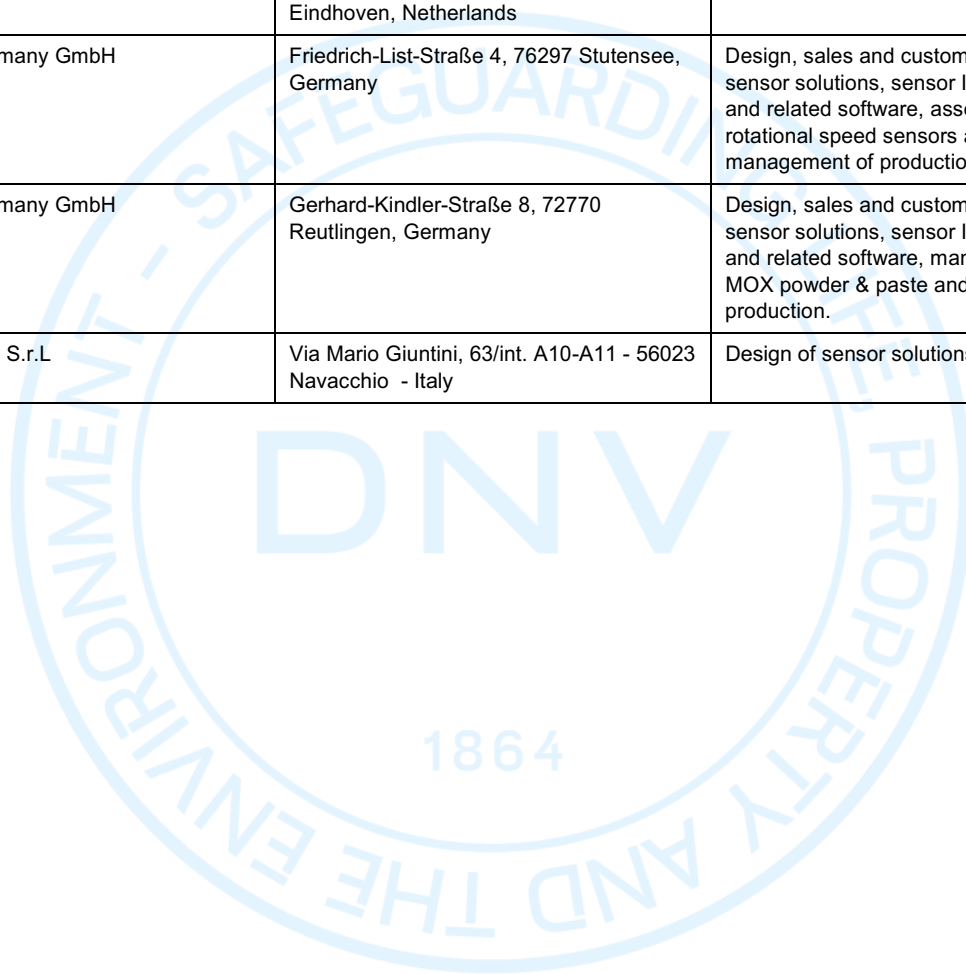 Eindhoven, Netherlands
many GmbH
Friedrich-List-Straße 4, 76297 Stutensee,
Germany
Design, sales and custom
sensor solutions, sensor I
and related software, ass
rotational speed sensors a
management of productio
many GmbH
Gerhard-Kindler-Straße 8, 72770
Reutlingen, Germany
Design, sales and custom
sensor solutions, sensor I
and related software, man
MOX powder & paste and
production.
S.r.L
Via Mario Giuntini, 63/int. A10-A11 - 56023
Navacchio - Italy
Design of sensor solutions
SAFEGUARDING LIFE, PROPERTY AND THE ENVIRONMENT -
DNV
1864